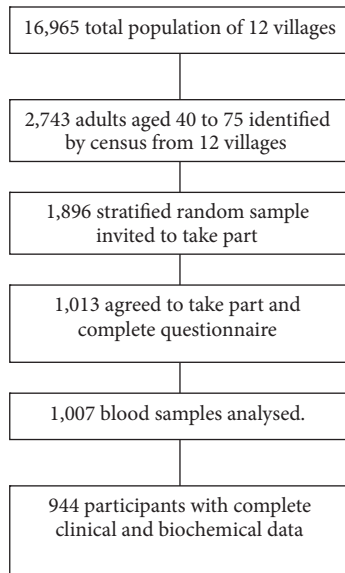 16,965 total population of 12 villages
2,743 adults aged 40 to 75 identified
by census from 12 villages
1,896 stratified random sample
invited to take part
1,013 agreed to take part and
complete questionnaire
1,007 blood samples analysed.
944 participants with complete
clinical and biochemical data